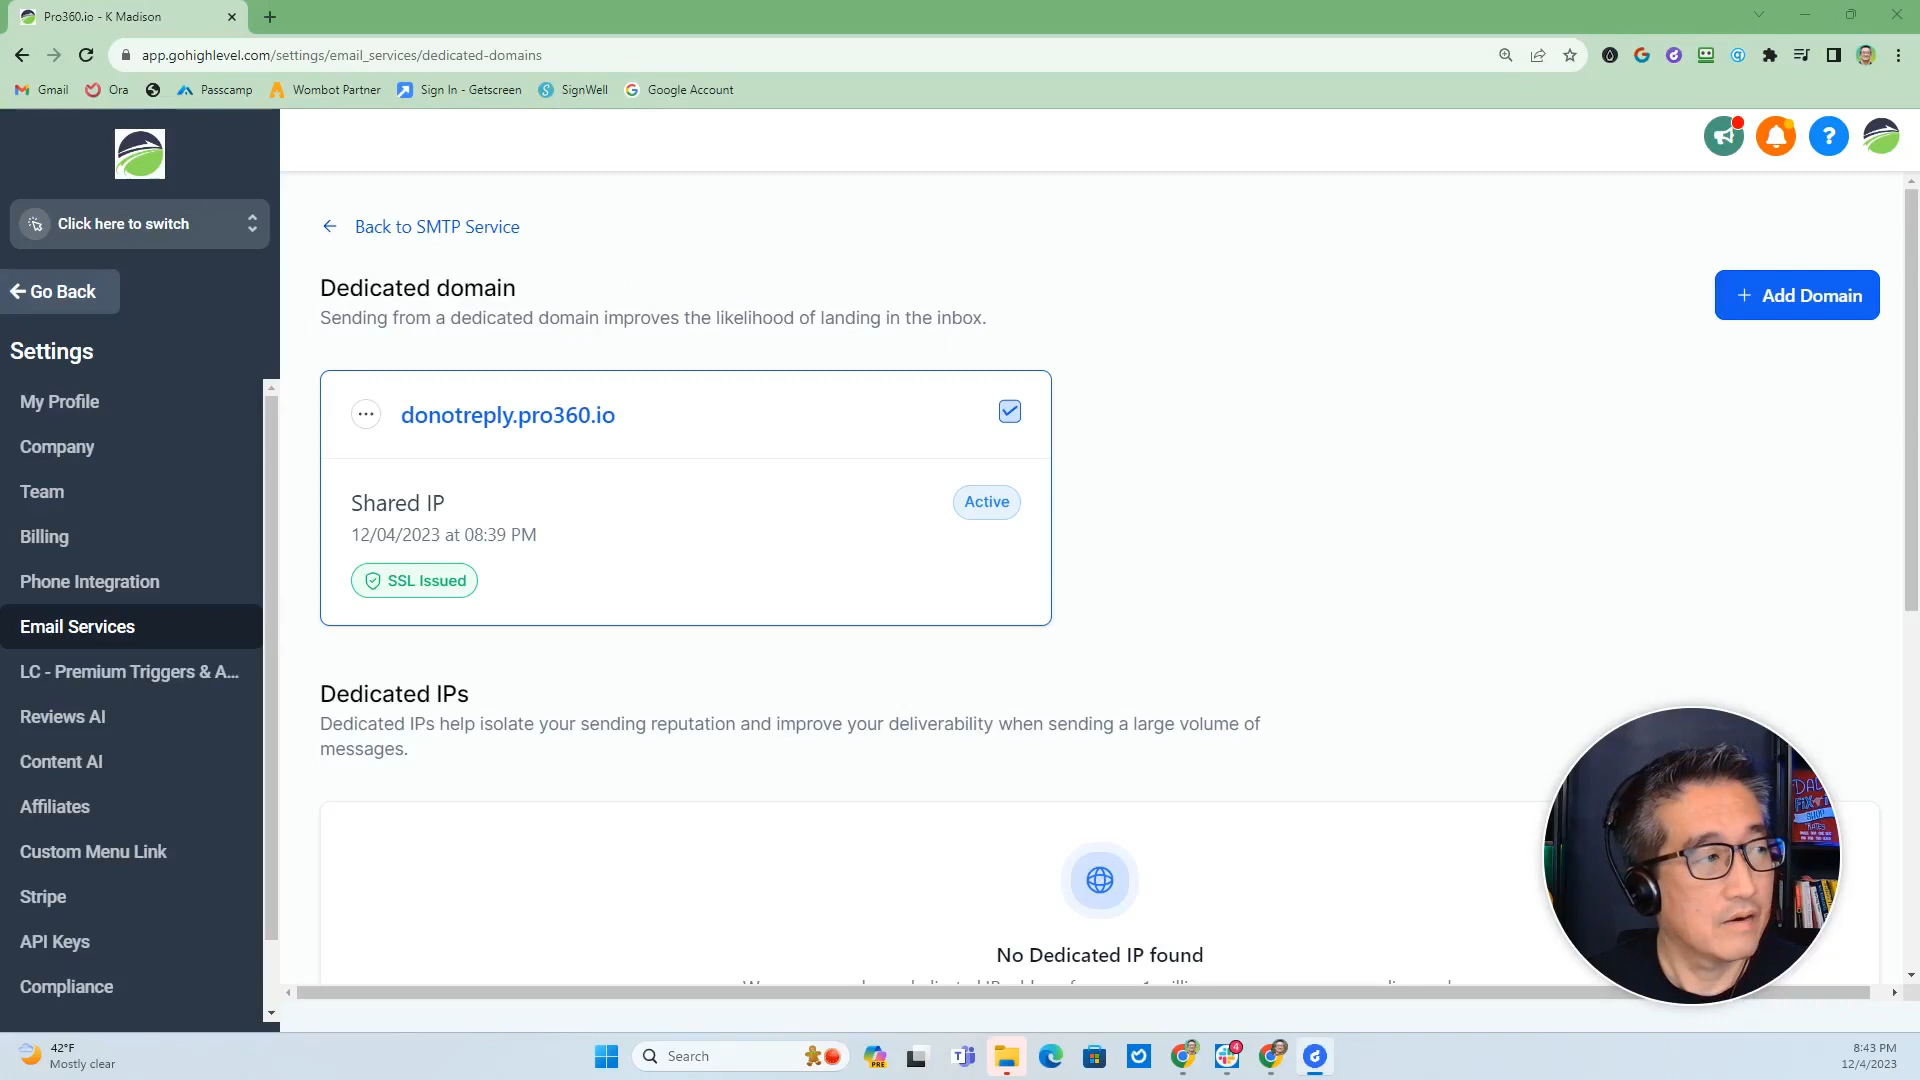 Pro360.io - K Madison
app.gohighlevel.com/settings/email_services/dedicated-domains
Gmail
Ora
Passcamp
Wombot Partner
Sign In - Getscreen
SignWell
Google Account
Click here to switch
Go Back
Settings
My Profile
Company
Team
Billing
Phone Integration
Email Services
LC - Premium Triggers & A...
Reviews AI
Content AI
Affiliates
Custom Menu Link
Stripe
API Keys
Compliance
Back to SMTP Service
Dedicated domain
Sending from a dedicated domain improves the likelihood of landing in the inbox.
+ Add Domain
donotreply.pro360.io
Shared IP
Active
12/04/2023 at 08:39 PM
SSL Issued
Dedicated IPs
Dedicated IPs help isolate your sending reputation and improve your deliverability when sending a large volume of
messages.
No Dedicated IP found
DAD
FIX
SHOP
42°F
Mostly clear
Search
PRE
4
8:43 PM
12/4/2023